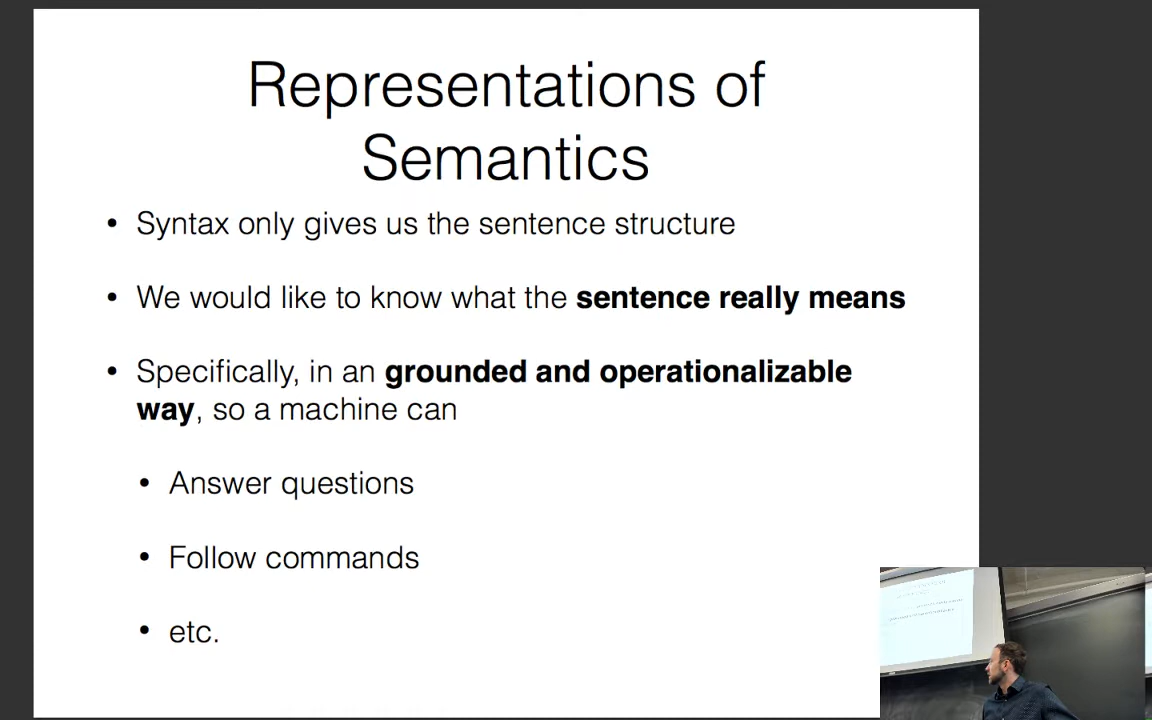 Representations of
Semantics
• Syntax only gives us the sentence structure
• We would like to know what the sentence really means
• Specifically, in an grounded and operationalizable
way, so a machine can
• Answer questions
• Follow commands
• etc.